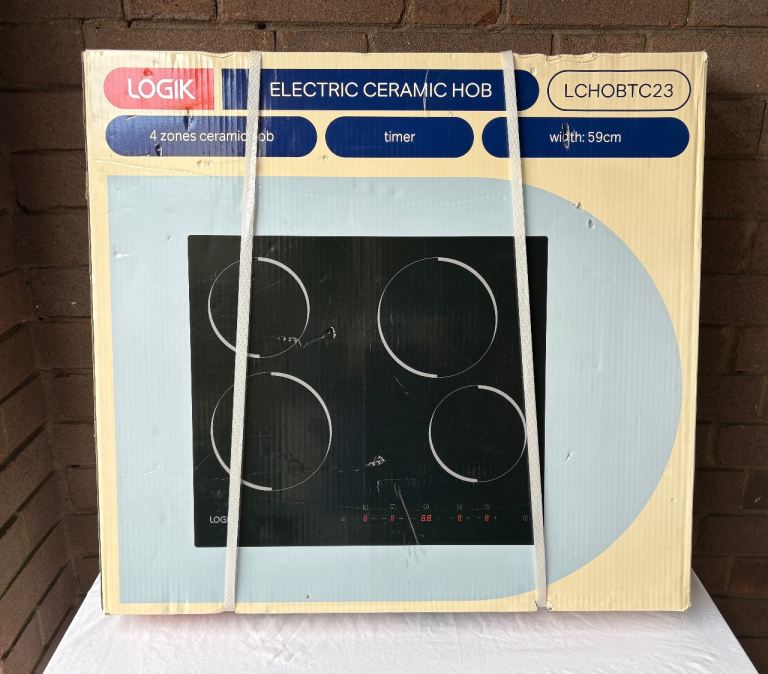 LOGIK
ELECTRIC CERAMIC HOB
LCHOBTC23
4 zones ceramic hob
timer
width: 59cm
LOGIK